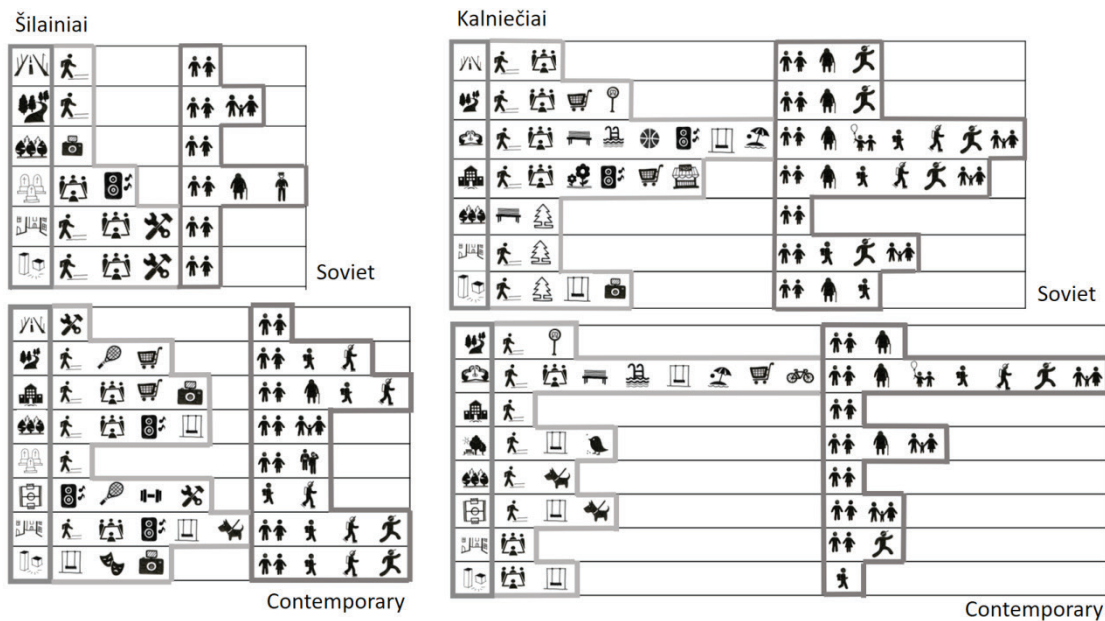 Šilainiai
Soviet
Contemporary
Kalniečiai
Soviet
Contemporary